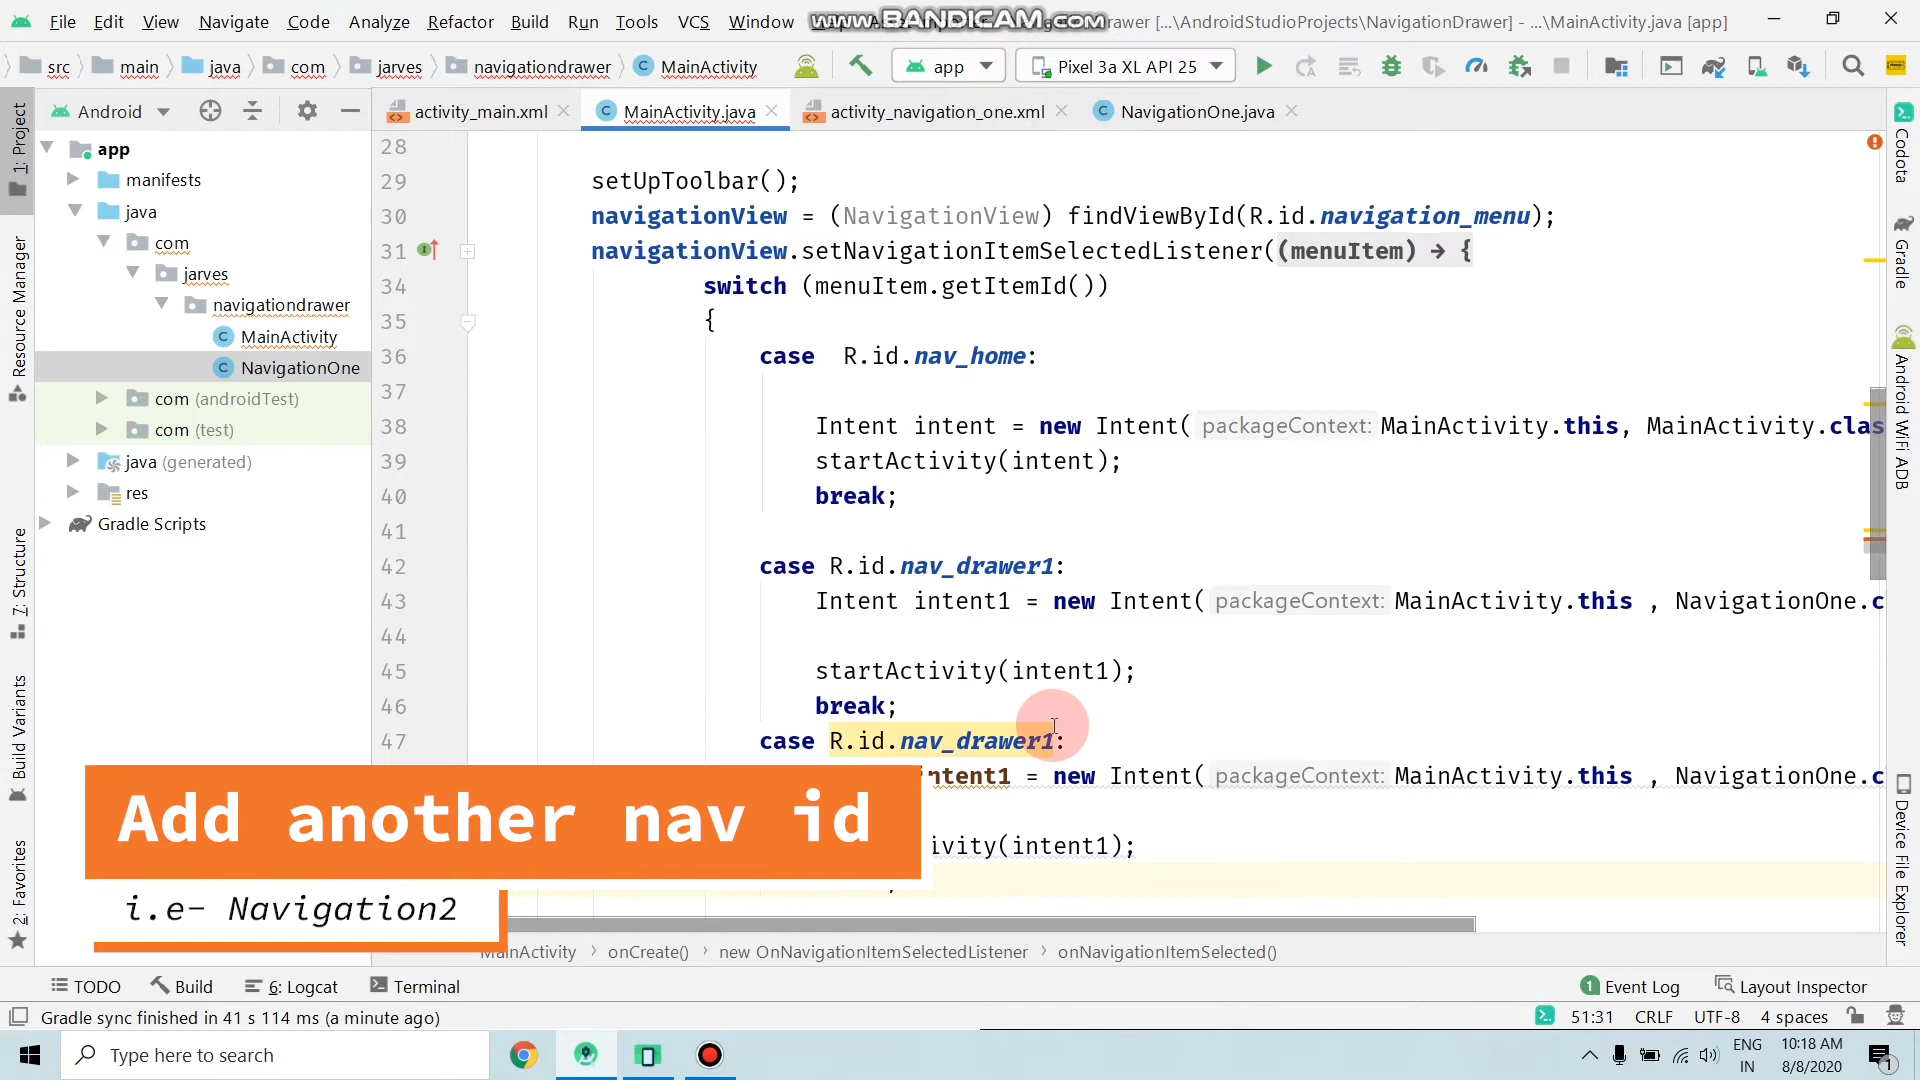 File Edit View Navigate Code Analyze Refactor Build Run Tools VCS Window www.BANDICAM.com NavigationDrawer [...\AndroidStudioProjects\NavigationDrawer] - ...\MainActivity.java [app]
src main java com jarves navigationdrawer MainActivity app Pixel 3a XL API 25
Android activity_main.xml MainActivity.java activity_navigation_one.xml NavigationOne.java
app
manifests
java
com
jarves
navigationdrawer
MainActivity
NavigationOne
com (androidTest)
com (test)
java (generated)
res
Gradle Scripts
1: Project
Resource Manager
7: Structure
Build Variants
2: Favorites
28
29 setUpToolbar();
30 navigationView = (NavigationView) findViewById(R.id.navigation_menu);
31 navigationView.setNavigationItemSelectedListener((menuItem) → {
34 switch (menuItem.getItemId())
35 {
36 case R.id.nav_home:
37
38 Intent intent = new Intent( packageContext: MainActivity.this, MainActivity.clas
39 startActivity(intent);
40 break;
41
42 case R.id.nav_drawer1:
43 Intent intent1 = new Intent( packageContext: MainActivity.this , NavigationOne.c
44
45 startActivity(intent1);
46 break;
47 case R.id.nav_drawer1:
intent1 = new Intent( packageContext: MainActivity.this , NavigationOne.c
ivity(intent1);
Add another nav id
i.e- Navigation2
MainActivity › onCreate() › new OnNavigationItemSelectedListener › onNavigationItemSelected()
Codota
Gradle
Android WiFi ADB
Device File Explorer
TODO Build 6: Logcat Terminal 1 Event Log Layout Inspector
Gradle sync finished in 41 s 114 ms (a minute ago) 51:31 CRLF UTF-8 4 spaces
Type here to search
ENG
IN
10:18 AM
8/8/2020
1